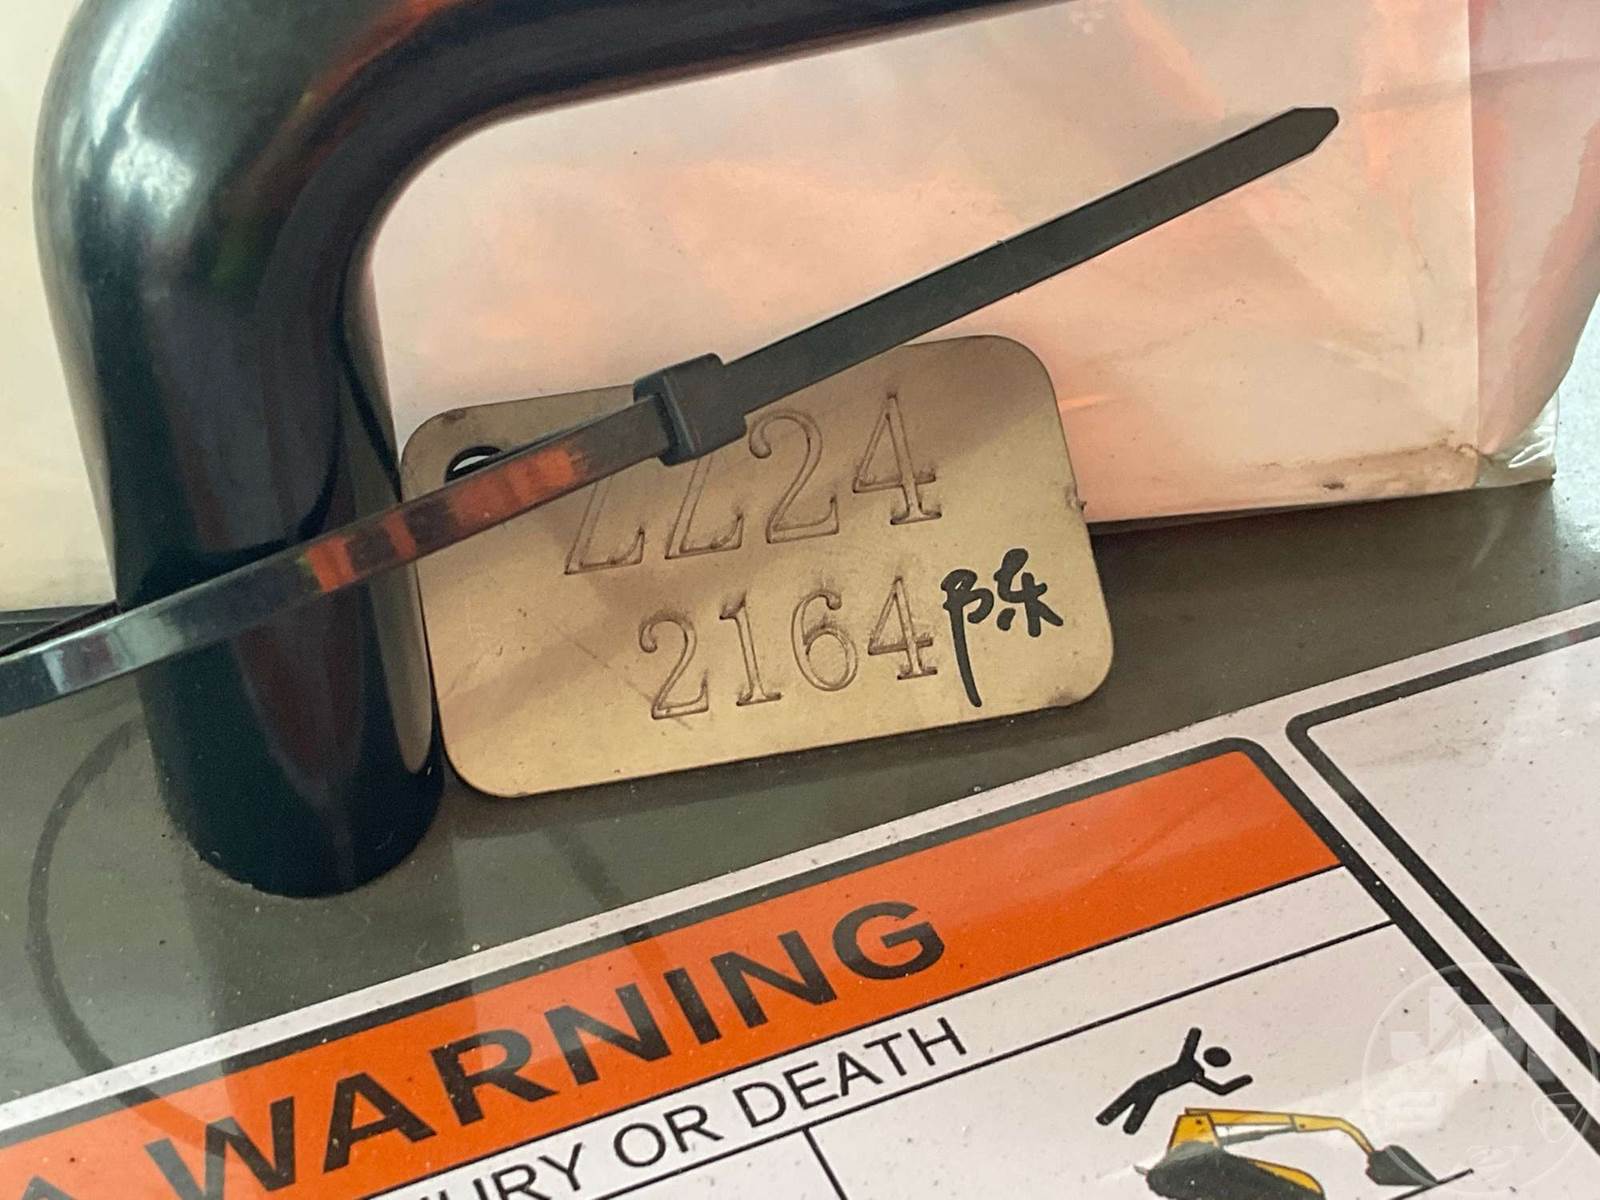 ZZ24
2164陈
WARNING
URY OR DEATH